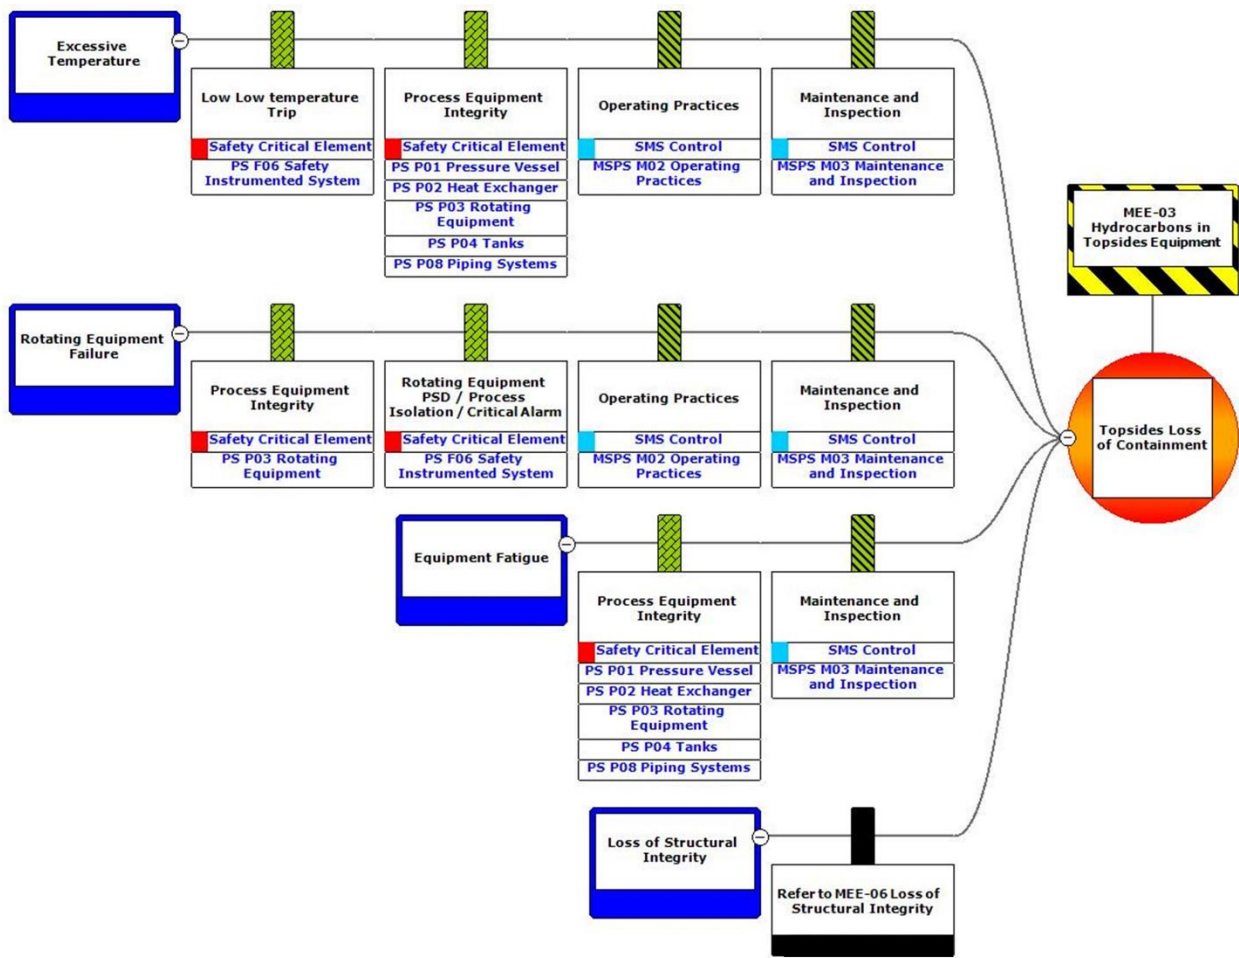 Excessive
Temperature
Low Low temperature
Trip
Safety Critical Element
PS F06 Safety
Instrumented System
Process Equipment
Integrity
Safety Critical Element
PS P01 Pressure Vessel
PS P02 Heat Exchanger
PS P03 Rotating
Equipment
PS P04 Tanks
PS P08 Piping Systems
Operating Practices
SMS Control
MSPS M02 Operating
Practices
Maintenance and
Inspection
SMS Control
MSPS M03 Maintenance
and Inspection
MEE-03
Hydrocarbons in
Topsides Equipment
Rotating Equipment
Failure
Process Equipment
Integrity
Safety Critical Element
PS P03 Rotating
Equipment
Rotating Equipment
PSD / Process
Isolation / Critical Alarm
Safety Critical Element
PS F06 Safety
Instrumented System
Operating Practices
SMS Control
MSPS M02 Operating
Practices
Maintenance and
Inspection
SMS Control
MSPS M03 Maintenance
and Inspection
Topsides Loss
of Containment
Equipment Fatigue
Process Equipment
Integrity
Safety Critical Element
PS P01 Pressure Vessel
PS P02 Heat Exchanger
PS P03 Rotating
Equipment
PS P04 Tanks
PS P08 Piping Systems
Maintenance and
Inspection
SMS Control
MSPS M03 Maintenance
and Inspection
Loss of Structural
Integrity
Refer to MEE-06 Loss of
Structural Integrity